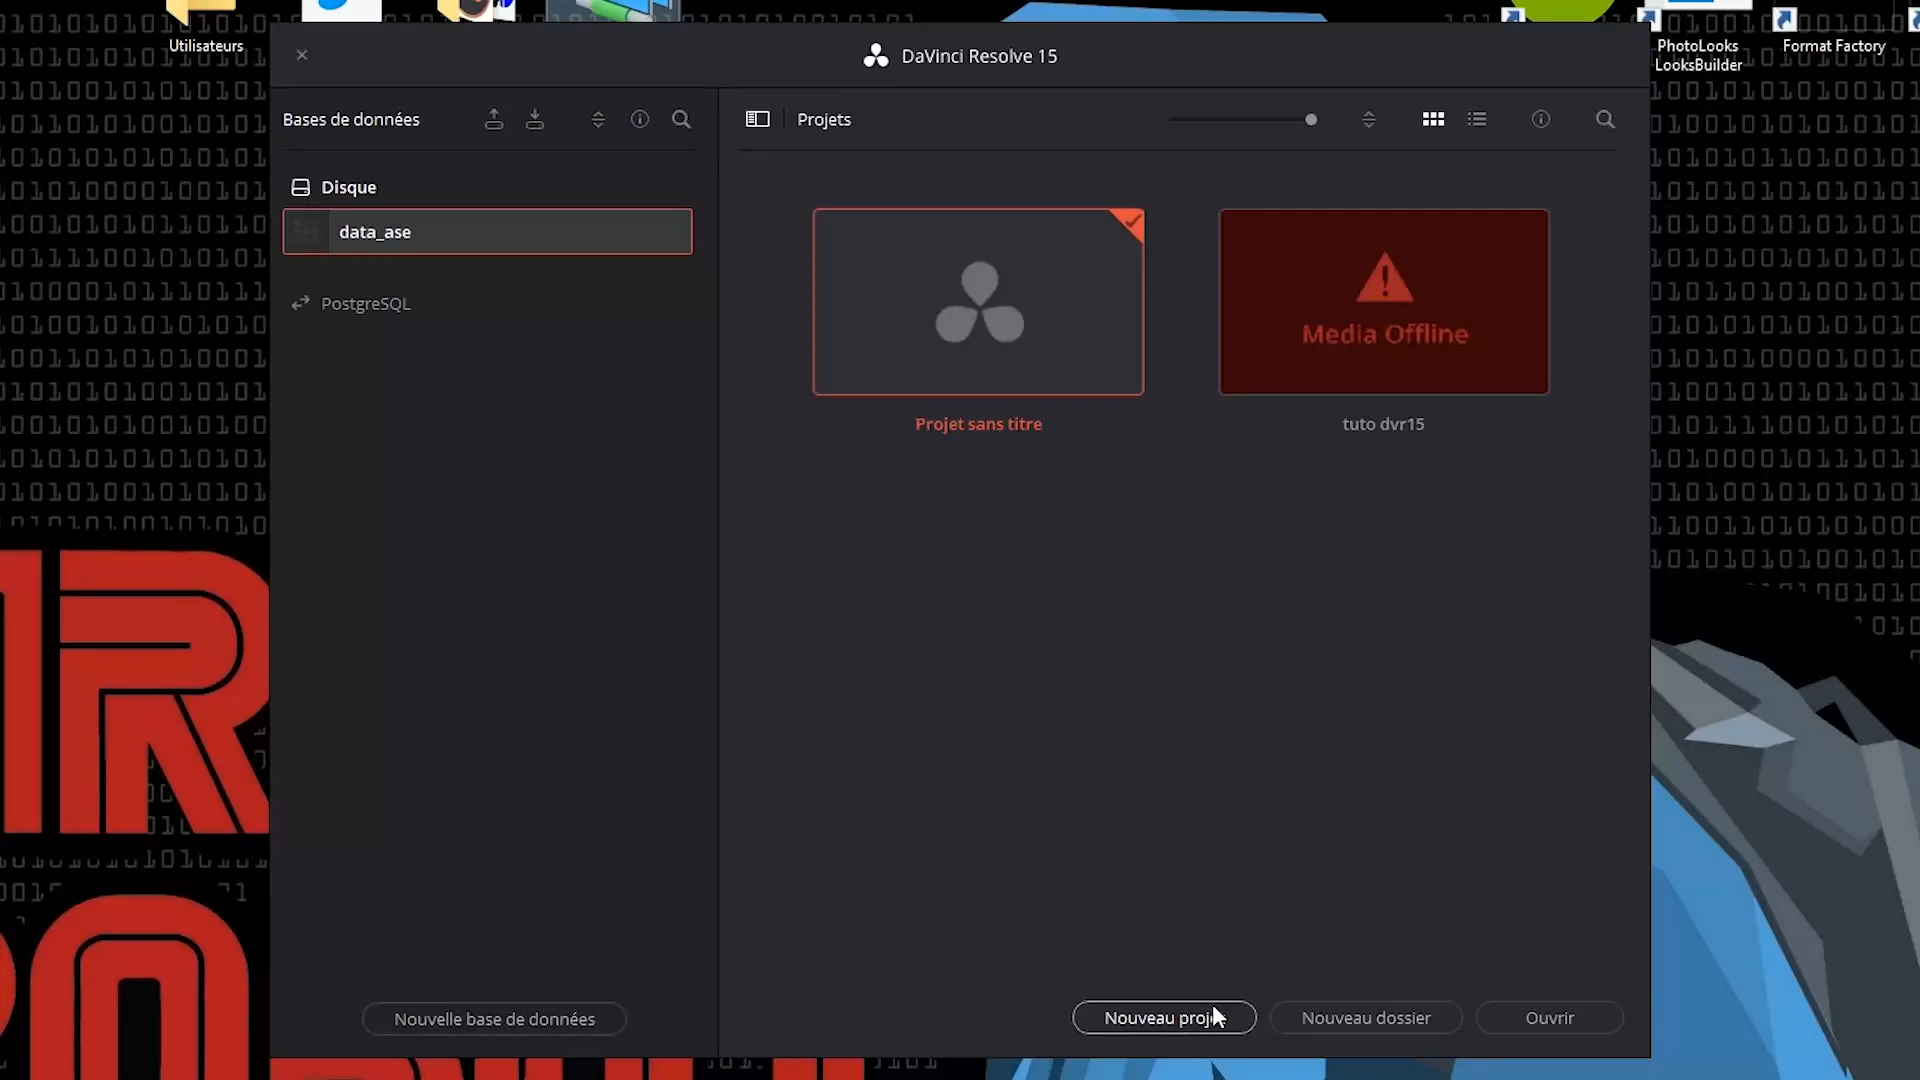 Utilisateurs
PhotoLooks
LooksBuilder
Format Factory
DaVinci Resolve 15
Bases de données
Projets
Disque
data_ase
PostgreSQL
Media Offline
Projet sans titre
tuto dvr15
Nouvelle base de données
Nouveau proj
Nouveau dossier
Ouvrir